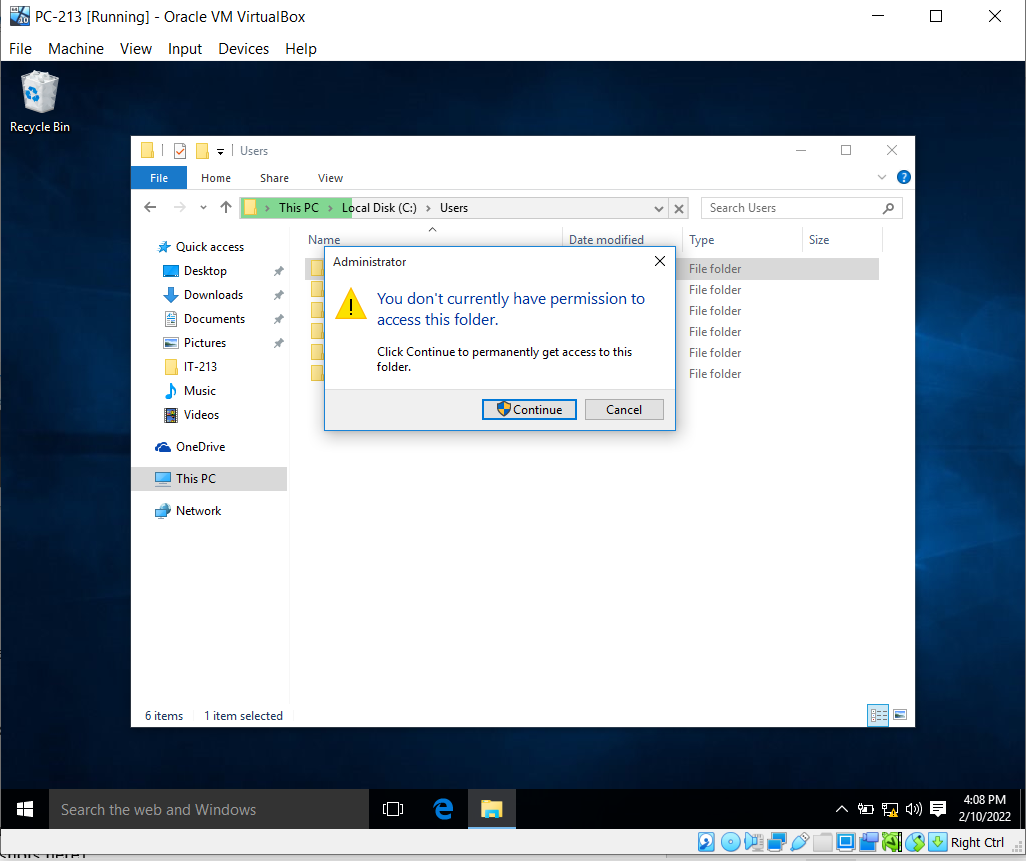 PC-213 [Running] - Oracle VM VirtualBox
File Machine View Input Devices Help
Recycle Bin
Users
File Home Share View
This PC Local Disk (C:) Users
Search Users
Name Date modified Type Size
Quick access
Desktop
Downloads
Documents
Pictures
IT-213
Music
Videos
OneDrive
This PC
Network
File folder
File folder
File folder
File folder
File folder
File folder
Administrator
You don't currently have permission to
access this folder.
Click Continue to permanently get access to this
folder.
Continue Cancel
6 items 1 item selected
Search the web and Windows
4:08 PM
2/10/2022
Right Ctrl